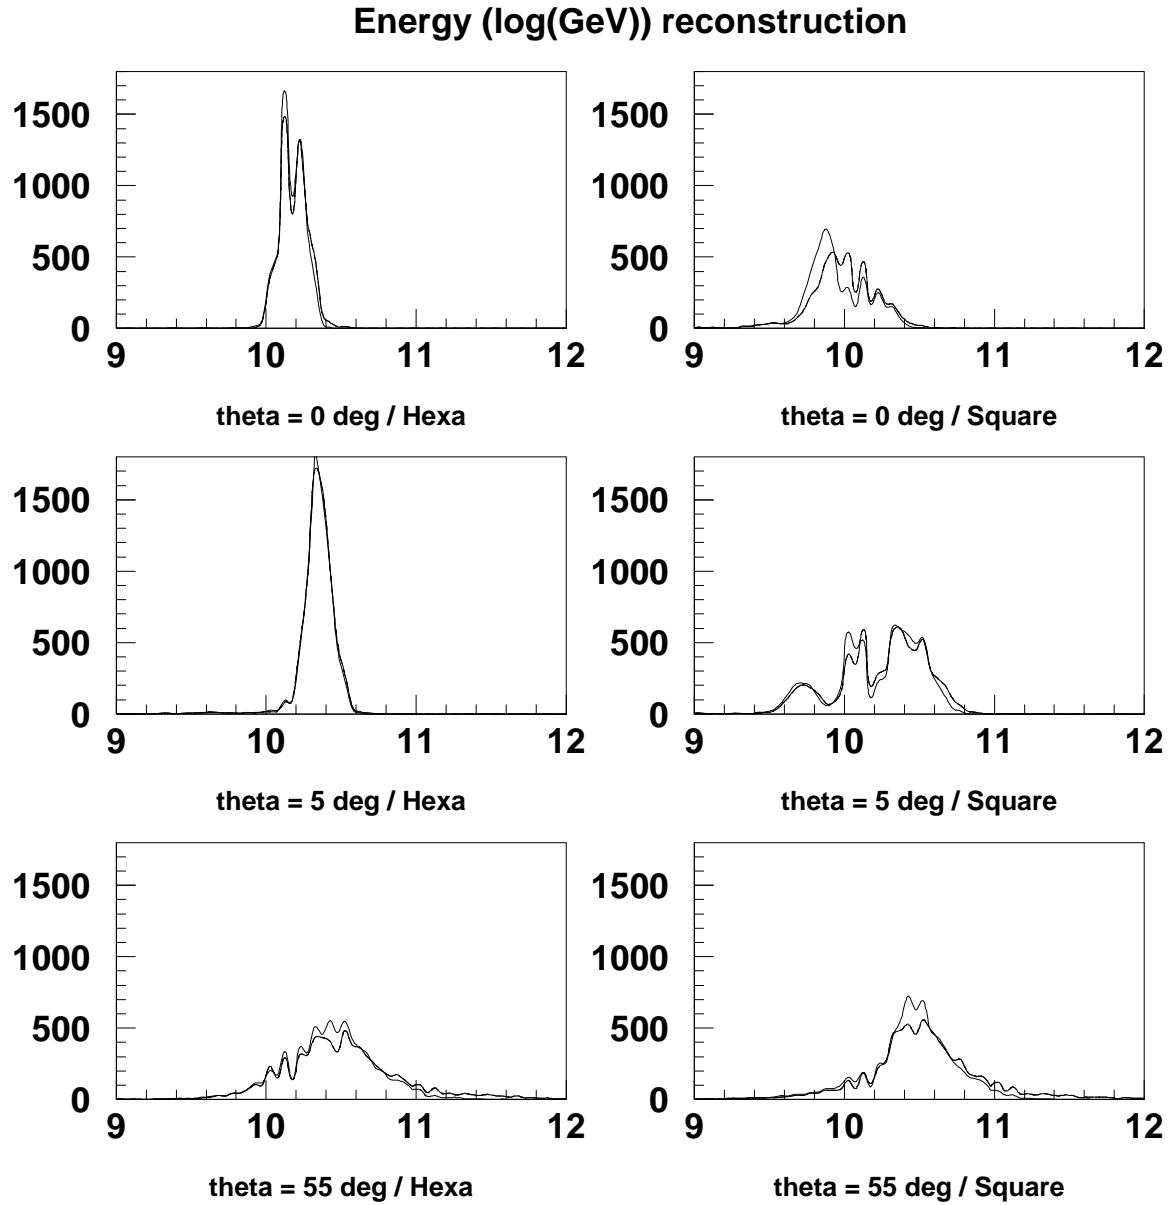 Energy (log(GeV)) reconstruction
1500 1500
1000 1000
500 500
0 0
9 10 11 12 9 10 11 12
theta = 0 deg / Hexa theta = 0 deg / Square
1500 1500
1000 1000
500 500
0 0
9 10 11 12 9 10 11 12
theta = 5 deg / Hexa theta = 5 deg / Square
1500 1500
1000 1000
500 500
0 0
9 10 11 12 9 10 11 12
theta = 55 deg / Hexa theta = 55 deg / Square